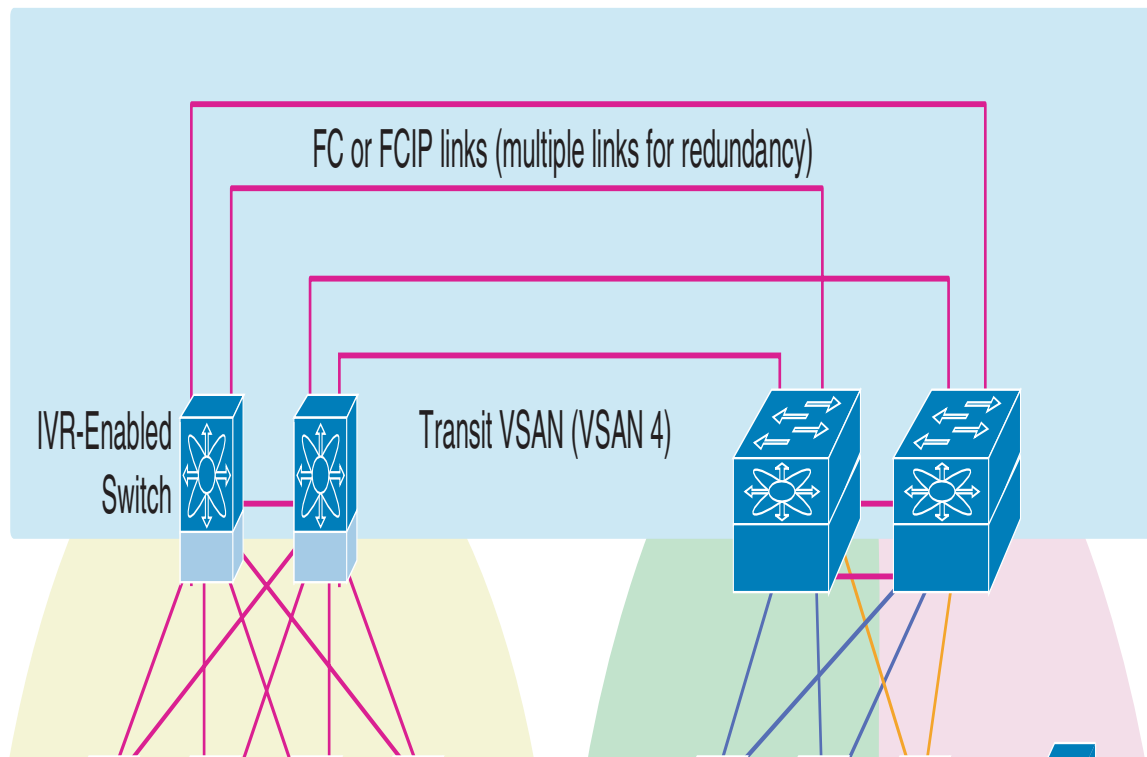 FC or FCIP links (multiple links for redundancy)
IVR-Enabled
Switch
Transit VSAN (VSAN 4)